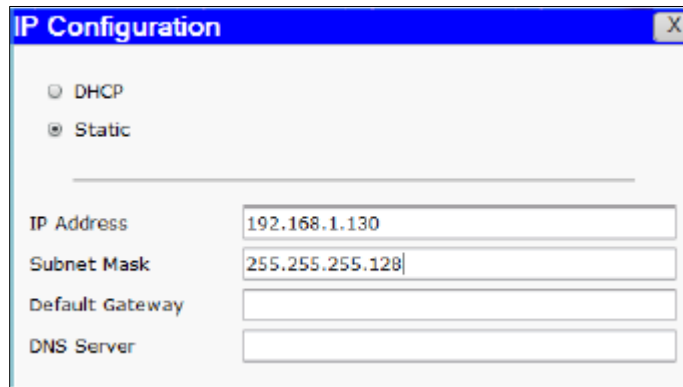 IP Configuration X
DHCP
Static
IP Address 192.168.1.130
Subnet Mask 255.255.255.128
Default Gateway
DNS Server